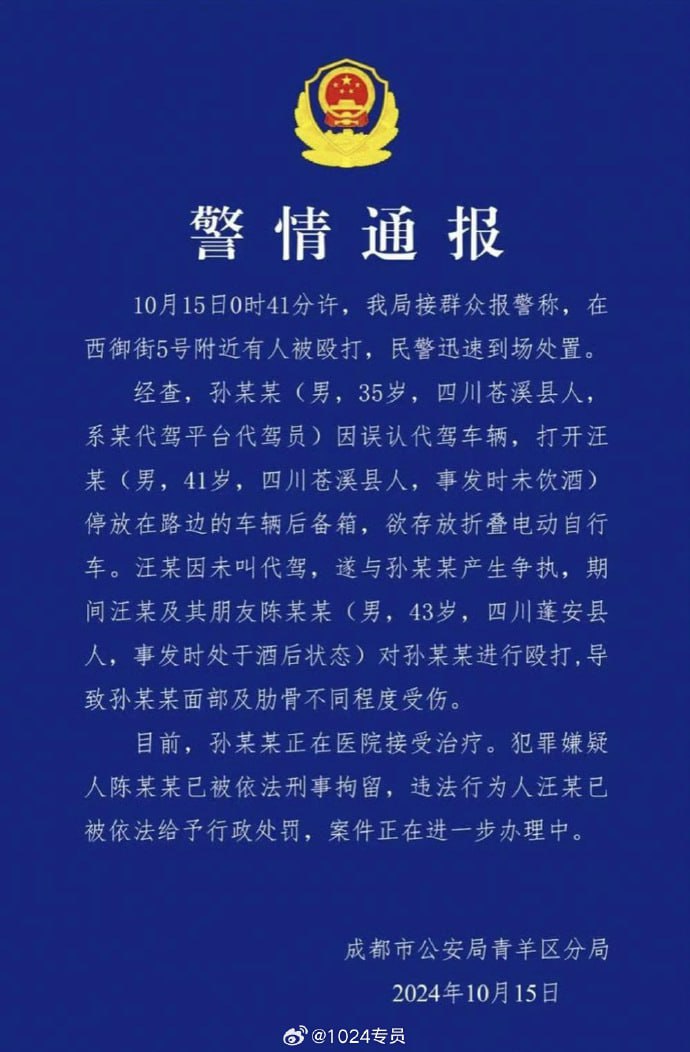 警情通报
10月15日0时41分许，我局接群众报警称，在
西御街5号附近有人被殴打，民警迅速到场处置。
经查，孙某某（男，35岁，四川苍溪县人，
系某代驾平台代驾员）因误认代驾车辆，打开汪
某（男，41岁，四川苍溪县人，事发时未饮酒）
停放在路边的车辆后备箱，欲存放折叠电动自行
车。汪某因未叫代驾，遂与孙某某产生争执，期
间汪某及其朋友陈某某（男，43岁，四川蓬安县
人，事发时处于酒后状态）对孙某某进行殴打,导
致孙某某面部及肋骨不同程度受伤。
目前，孙某某正在医院接受治疗。犯罪嫌疑
人陈某某已被依法刑事拘留，违法行为人汪某已
被依法给予行政处罚，案件正在进一步办理中。
成都市公安局青羊区分局
2024年10月15日
@1024专员